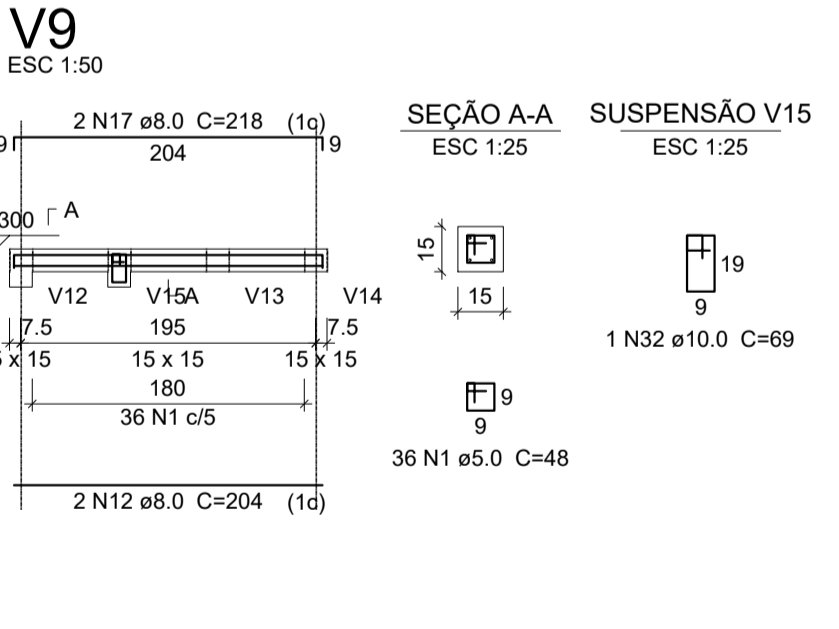 V9
ESC 1:50
2 N17 ø8.0 C=218 (1c)
9 204 9
300 A
V12 V15 A V13 V14
7.5 195 7.5
x 15 15 x 15 15 x 15
180
36 N1 c/5
2 N12 ø8.0 C=204 (1c)
SEÇÃO A-A
ESC 1:25
15
15
9
9
36 N1 ø5.0 C=48
SUSPENSÃO V15
ESC 1:25
19
9
1 N32 ø10.0 C=69